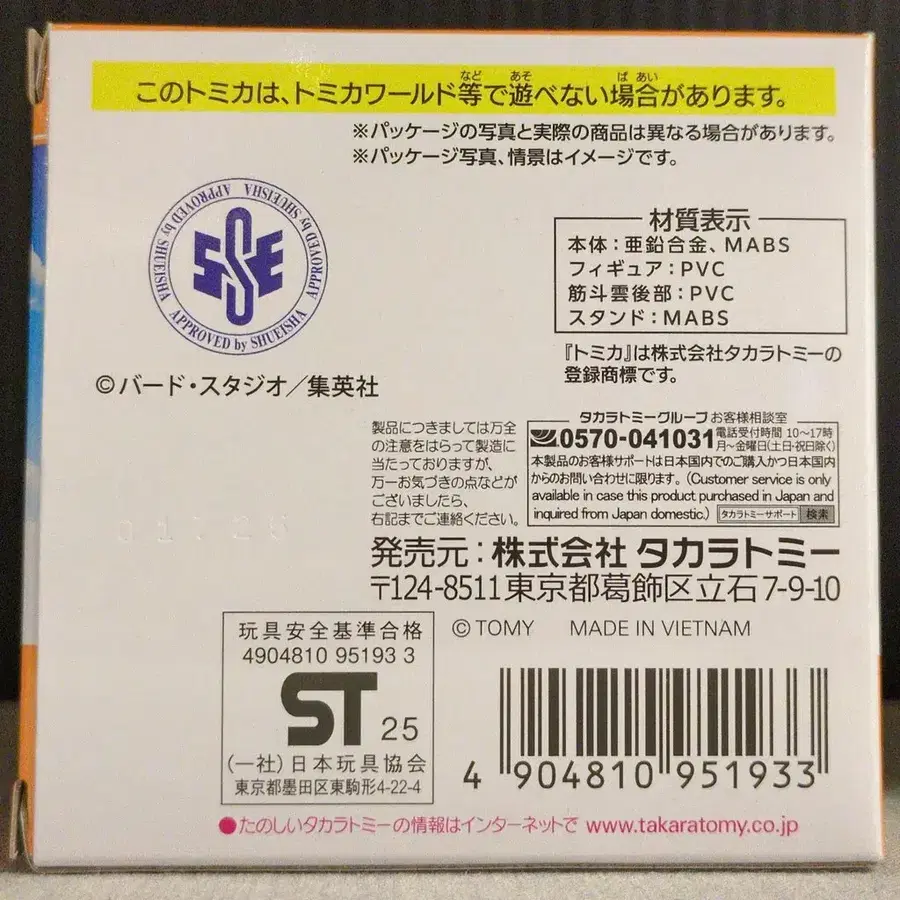 このトミカは、トミカワールド等で遊べない場合があります。
※パッケージの写真と実際の商品は異なる場合があります。
※パッケージ写真、情景はイメージです。
APPROVED by SHUEISHA APPROVED by SHUEISHA APPROVED by SHUEISHA
SSE
©バード・スタジオ/集英社
材質表示
本体:亜鉛合金、MABS
フィギュア:PVC
筋斗雲後部:PVC
スタンド:MABS
『トミカ』は株式会社タカラトミーの
登録商標です。
製品につきましては万全
の注意をはらって製造に
当たっておりますが、
万一お気づきの点などが
ございましたら、
右記までご連絡ください。
タカラトミーグループ お客様相談室
0570-041031 電話受付時間 10〜17時
月〜金曜日(土日・祝日除く)
本製品のお客様サポートは日本国内でのご購入かつ日本国内
からのお問い合わせに限ります。(Customer service is only
available in case this product purchased in Japan and
inquired from Japan domestic.) タカラトミーサポート 検索
01.26
発売元:株式会社 タカラトミー
〒124-8511東京都葛飾区立石7-9-10
© TOMY MADE IN VIETNAM
玩具安全基準合格
4904810 95193 3
ST 25
(一社)日本玩具協会
東京都墨田区東駒形4-22-4
4 904810 951933
●たのしいタカラトミーの情報はインターネットで www.takaratomy.co.jp